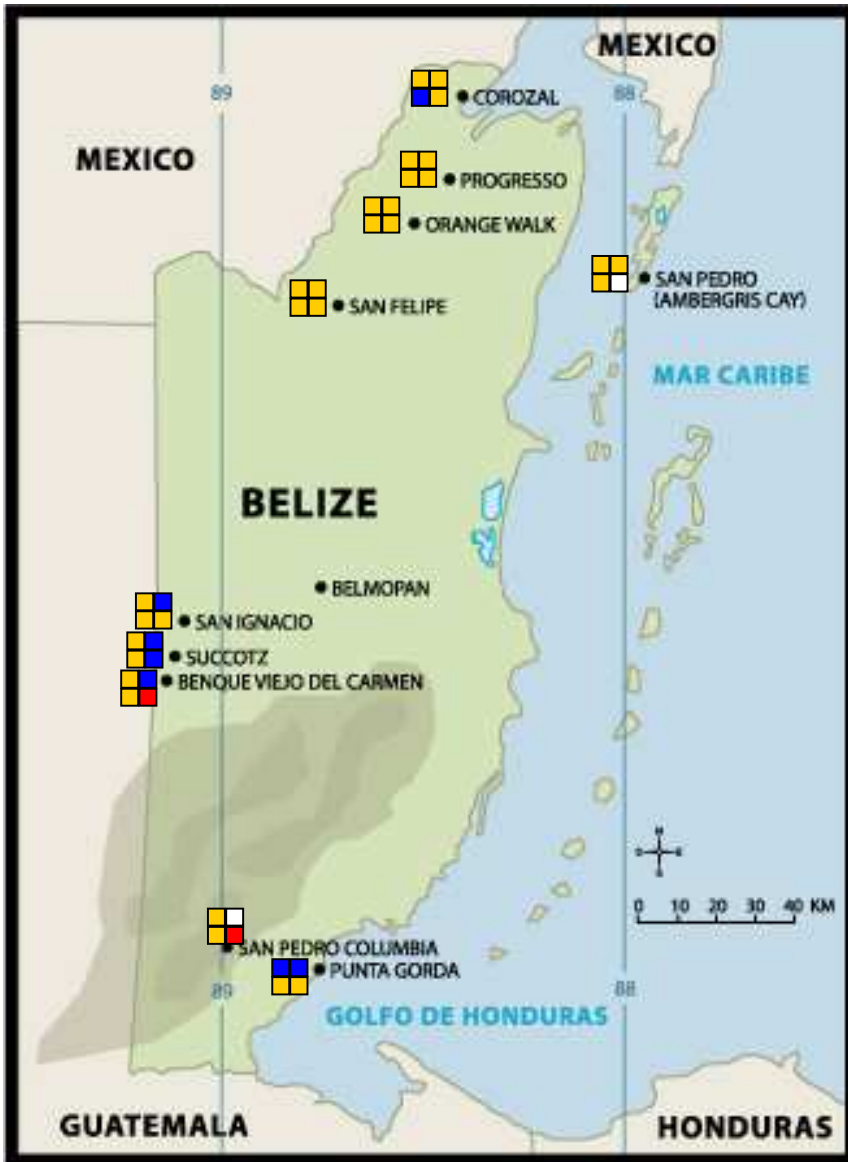 MEXICO
89
88
COROZAL
MEXICO
PROGRESSO
ORANGE WALK
SAN PEDRO
(AMBERGRIS CAY)
SAN FELIPE
MAR CARIBE
BELIZE
BELMOPAN
SAN IGNACIO
SUCCOTZ
BENQUE VIEJO DEL CARMEN
0 10 20 30 40 KM
SAN PEDRO COLUMBIA
PUNTA GORDA
89
88
GOLFO DE HONDURAS
GUATEMALA
HONDURAS